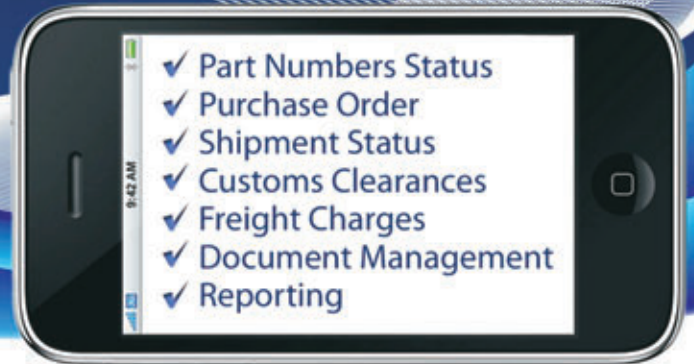 9:42 AM
Part Numbers Status
Purchase Order
Shipment Status
Customs Clearances
Freight Charges
Document Management
Reporting